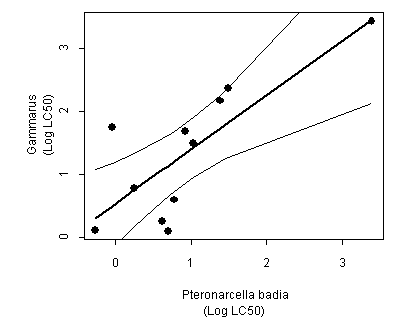 Gammarus
(Log LC50)
3
2
1
0
0 1 2 3
Pteronarcella badia
(Log LC50)